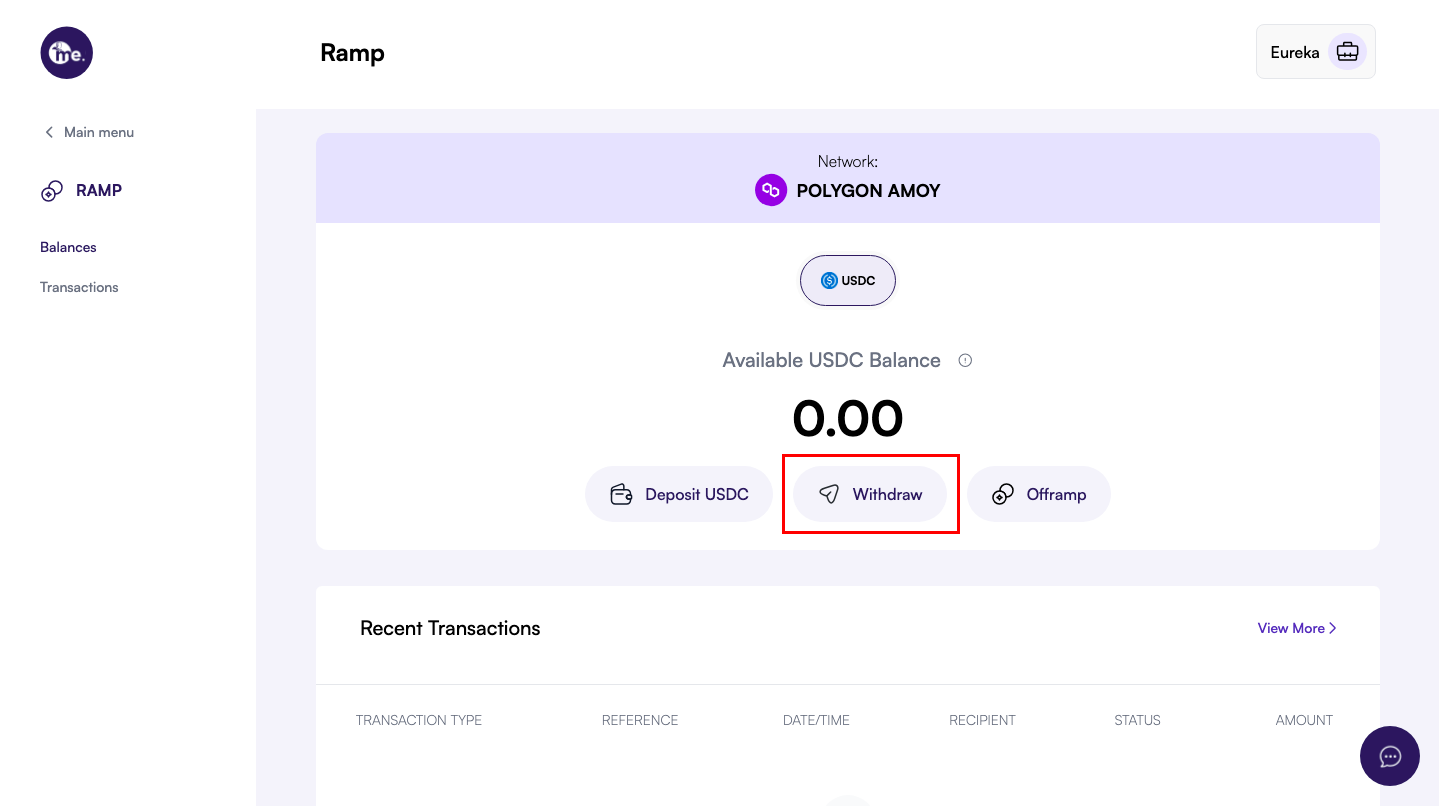 me.
Ramp
Eureka
Main menu
RAMP
Balances
Transactions
Network:
POLYGON AMOY
USDC
Available USDC Balance
0.00
Deposit USDC
Withdraw
Offramp
Recent Transactions
View More
TRANSACTION TYPE REFERENCE DATE/TIME RECIPIENT STATUS AMOUNT